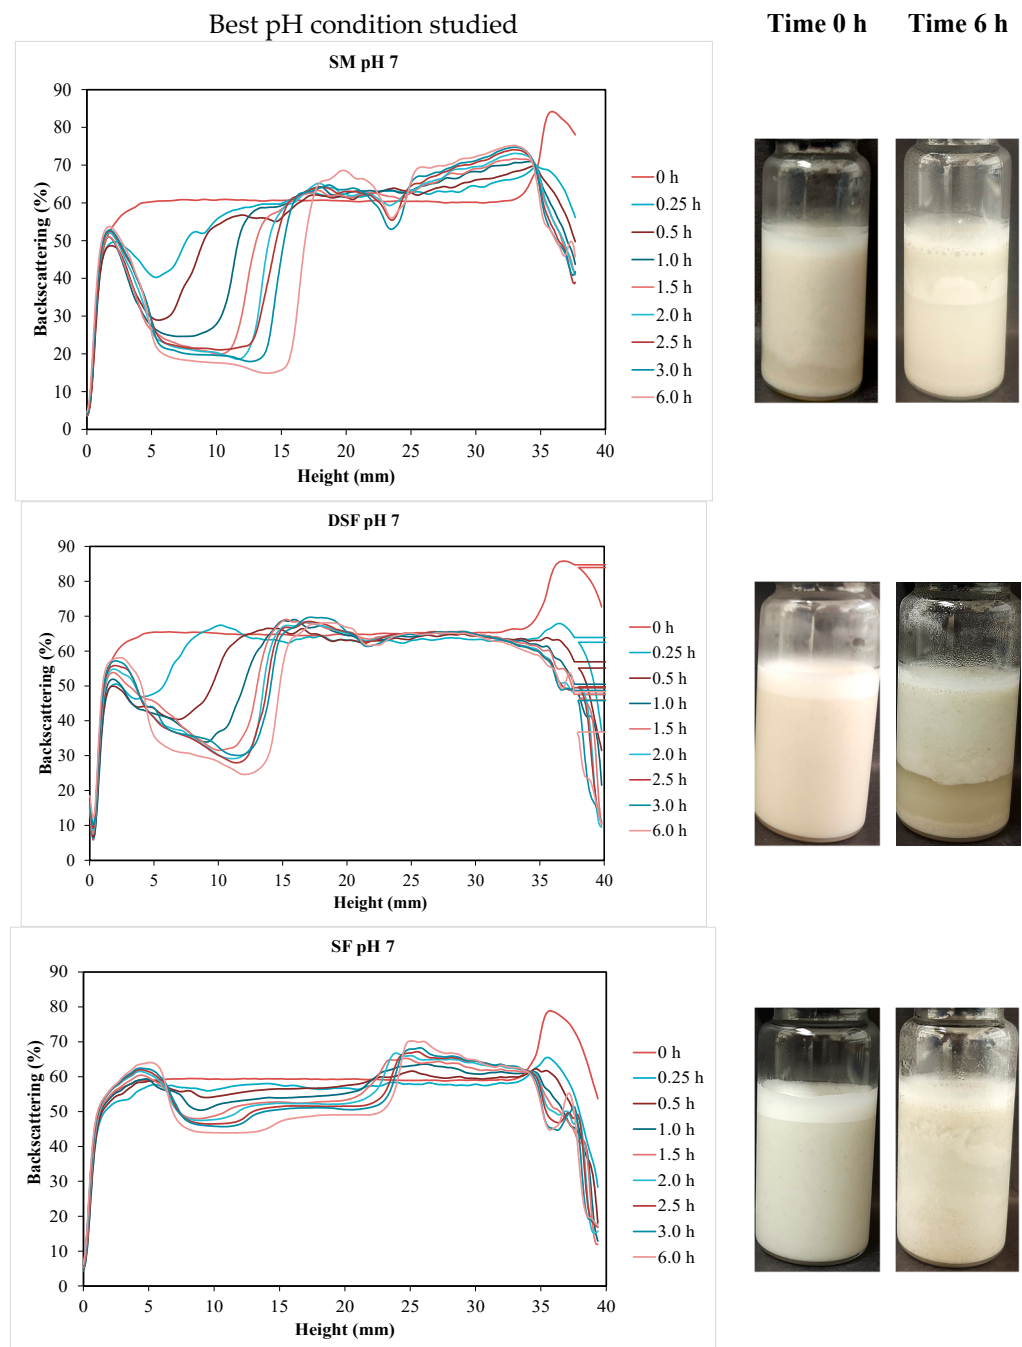 Best pH condition studied
Time 0 h
Time 6 h
SM pH 7
90
80
70
60
50
40
30
20
10
0
Backscattering (%)
0 5 10 15 20 25 30 35 40
Height (mm)
0 h
0.25 h
0.5 h
1.0 h
1.5 h
2.0 h
2.5 h
3.0 h
6.0 h
DSF pH 7
90
80
70
60
50
40
30
20
10
0
Backscattering (%)
0 5 10 15 20 25 30 35 40
Height (mm)
0 h
0.25 h
0.5 h
1.0 h
1.5 h
2.0 h
2.5 h
3.0 h
6.0 h
SF pH 7
90
80
70
60
50
40
30
20
10
0
Backscattering (%)
0 5 10 15 20 25 30 35 40
Height (mm)
0 h
0.25 h
0.5 h
1.0 h
1.5 h
2.0 h
2.5 h
3.0 h
6.0 h